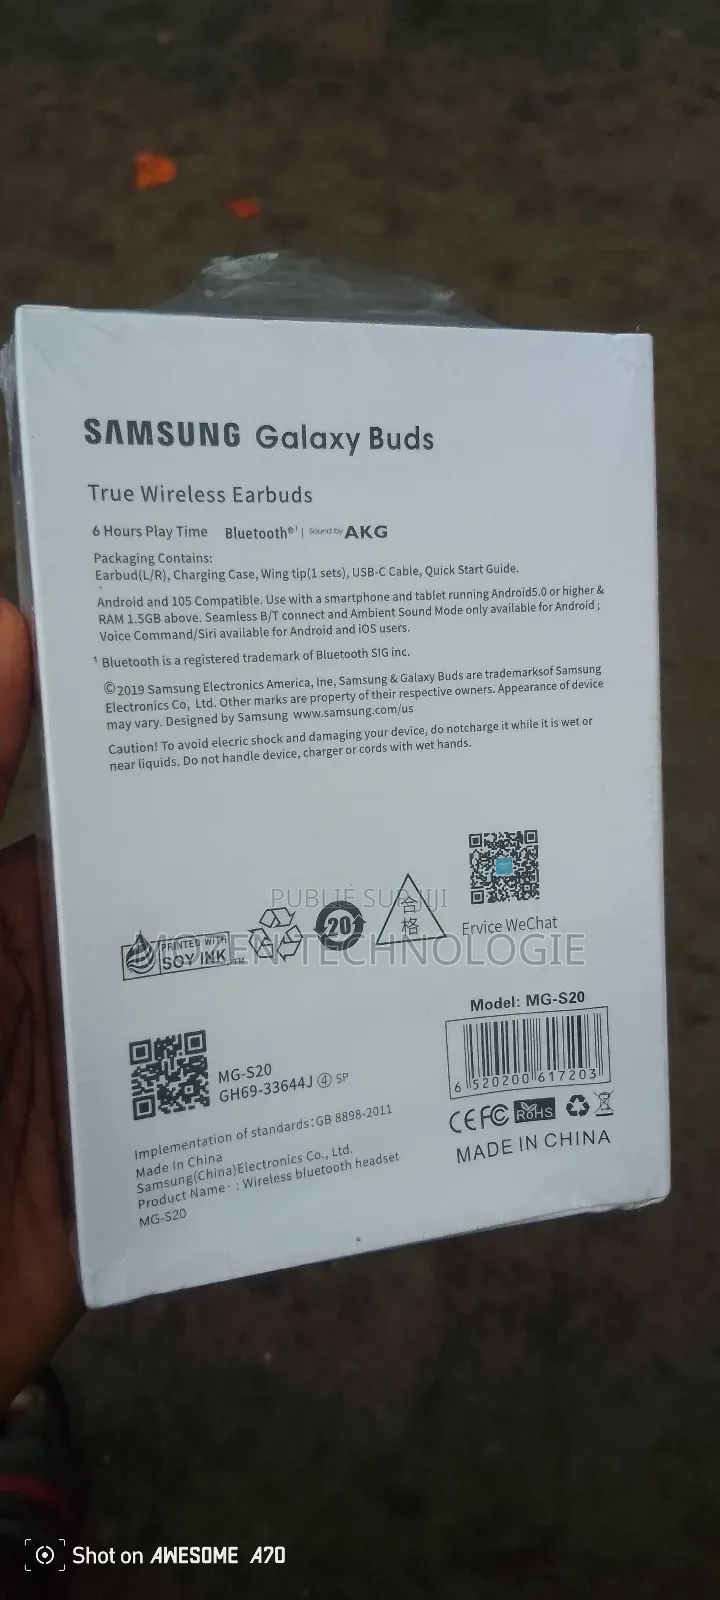 SAMSUNG Galaxy Buds
True Wireless Earbuds
6 Hours Play Time Bluetooth®¹ | Sound by AKG
Packaging Contains:
Earbud(L/R), Charging Case, Wing tip(1 sets), USB-C Cable, Quick Start Guide.
Android and 105 Compatible. Use with a smartphone and tablet running Android5.0 or higher &
RAM 1.5GB above. Seamless B/T connect and Ambient Sound Mode only available for Android ;
Voice Command/Siri available for Android and iOS users.
¹ Bluetooth is a registered trademark of Bluetooth SIG inc.
©2019 Samsung Electronics America, Ine, Samsung & Galaxy Buds are trademarksof Samsung
Electronics Co, Ltd. Other marks are property of their respective owners. Appearance of device
may vary. Designed by Samsung www.samsung.com/us
Caution! To avoid elecric shock and damaging your device, do notcharge it while it is wet or
near liquids. Do not handle device, charger or cords with wet hands.
PUBLIÉ SUR JIJI
MOKEN TECHNOLOGIE
PRINTED WITH
SOY INK TM
20
合
格
Ervice WeChat
Model: MG-S20
6 520200 617203
CE FC RoHS
MADE IN CHINA
MG-S20
GH69-33644J ④ SP
Implementation of standards:GB 8898-2011
Made In China
Samsung(China)Electronics Co., Ltd.
Product Name· : Wireless bluetooth headset
MG-S20
Shot on AWESOME A70